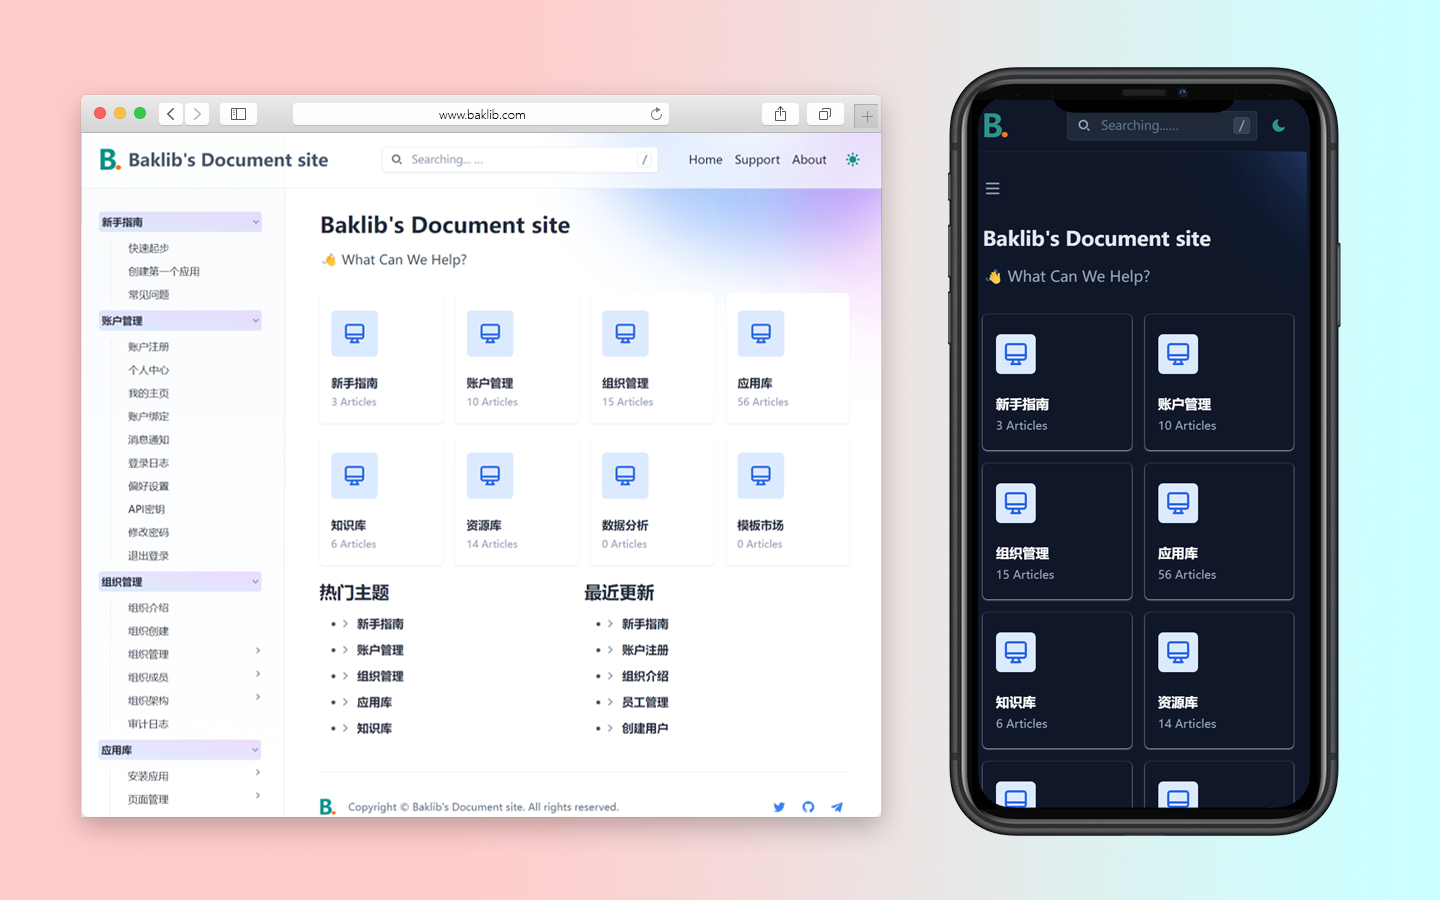 www.baklib.com
B. Baklib's Document site
Searching... ...
/
Home Support About
新手指南
快速起步
创建第一个应用
常见问题
账户管理
账户注册
个人中心
我的主页
账户绑定
消息通知
登录日志
偏好设置
API密钥
修改密码
退出登录
组织管理
组织介绍
组织创建
组织管理
组织成员
组织架构
审计日志
应用库
安装应用
页面管理
Baklib's Document site
👋 What Can We Help?
新手指南
3 Articles
账户管理
10 Articles
组织管理
15 Articles
应用库
56 Articles
知识库
6 Articles
资源库
14 Articles
数据分析
0 Articles
模板市场
0 Articles
热门主题
新手指南
账户管理
组织管理
应用库
知识库
最近更新
新手指南
账户注册
组织介绍
员工管理
创建用户
B. Copyright © Baklib's Document site. All rights reserved.
B.
Searching......
/
Baklib's Document site
👋 What Can We Help?
新手指南
3 Articles
账户管理
10 Articles
组织管理
15 Articles
应用库
56 Articles
知识库
6 Articles
资源库
14 Articles